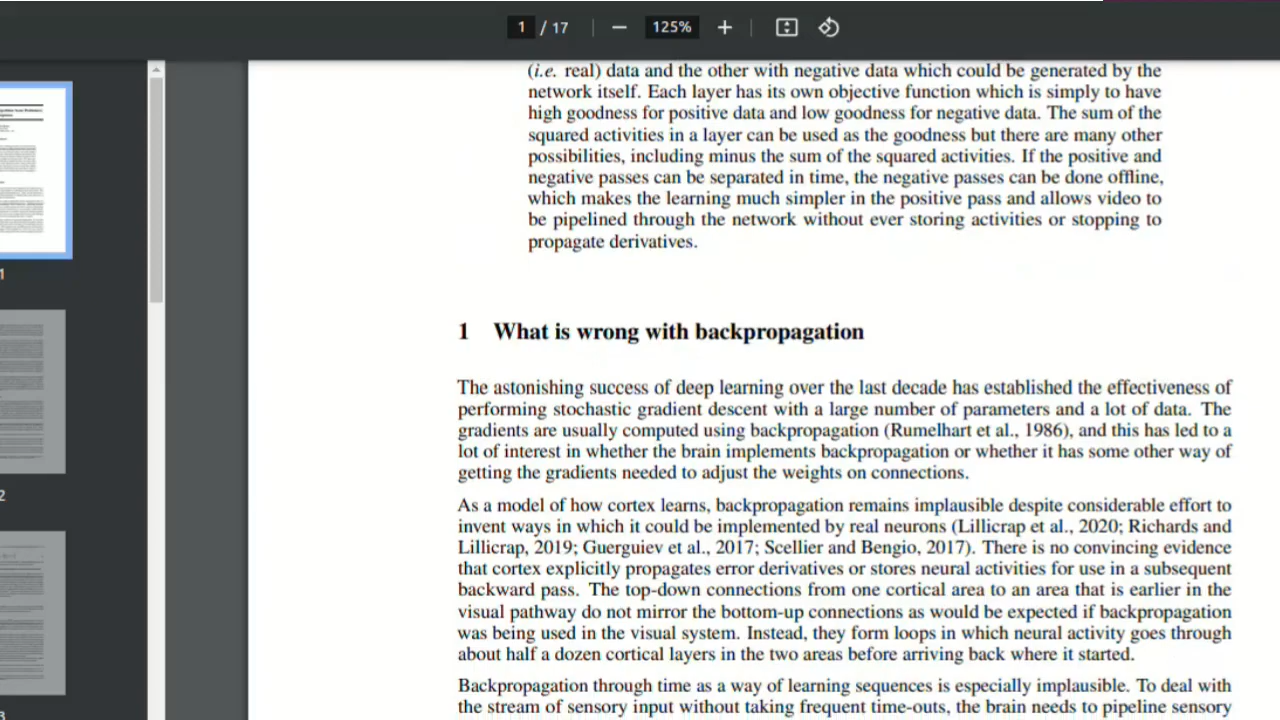 1 / 17
125%
(i.e. real) data and the other with negative data which could be generated by the
network itself. Each layer has its own objective function which is simply to have
high goodness for positive data and low goodness for negative data. The sum of the
squared activities in a layer can be used as the goodness but there are many other
possibilities, including minus the sum of the squared activities. If the positive and
negative passes can be separated in time, the negative passes can be done offline,
which makes the learning much simpler in the positive pass and allows video to
be pipelined through the network without ever storing activities or stopping to
propagate derivatives.
1 What is wrong with backpropagation
The astonishing success of deep learning over the last decade has established the effectiveness of
performing stochastic gradient descent with a large number of parameters and a lot of data. The
gradients are usually computed using backpropagation (Rumelhart et al., 1986), and this has led to a
lot of interest in whether the brain implements backpropagation or whether it has some other way of
getting the gradients needed to adjust the weights on connections.
As a model of how cortex learns, backpropagation remains implausible despite considerable effort to
invent ways in which it could be implemented by real neurons (Lillicrap et al., 2020; Richards and
Lillicrap, 2019; Guerguiev et al., 2017; Scellier and Bengio, 2017). There is no convincing evidence
that cortex explicitly propagates error derivatives or stores neural activities for use in a subsequent
backward pass. The top-down connections from one cortical area to an area that is earlier in the
visual pathway do not mirror the bottom-up connections as would be expected if backpropagation
was being used in the visual system. Instead, they form loops in which neural activity goes through
about half a dozen cortical layers in the two areas before arriving back where it started.
Backpropagation through time as a way of learning sequences is especially implausible. To deal with
the stream of sensory input without taking frequent time-outs, the brain needs to pipeline sensory
1
2
3